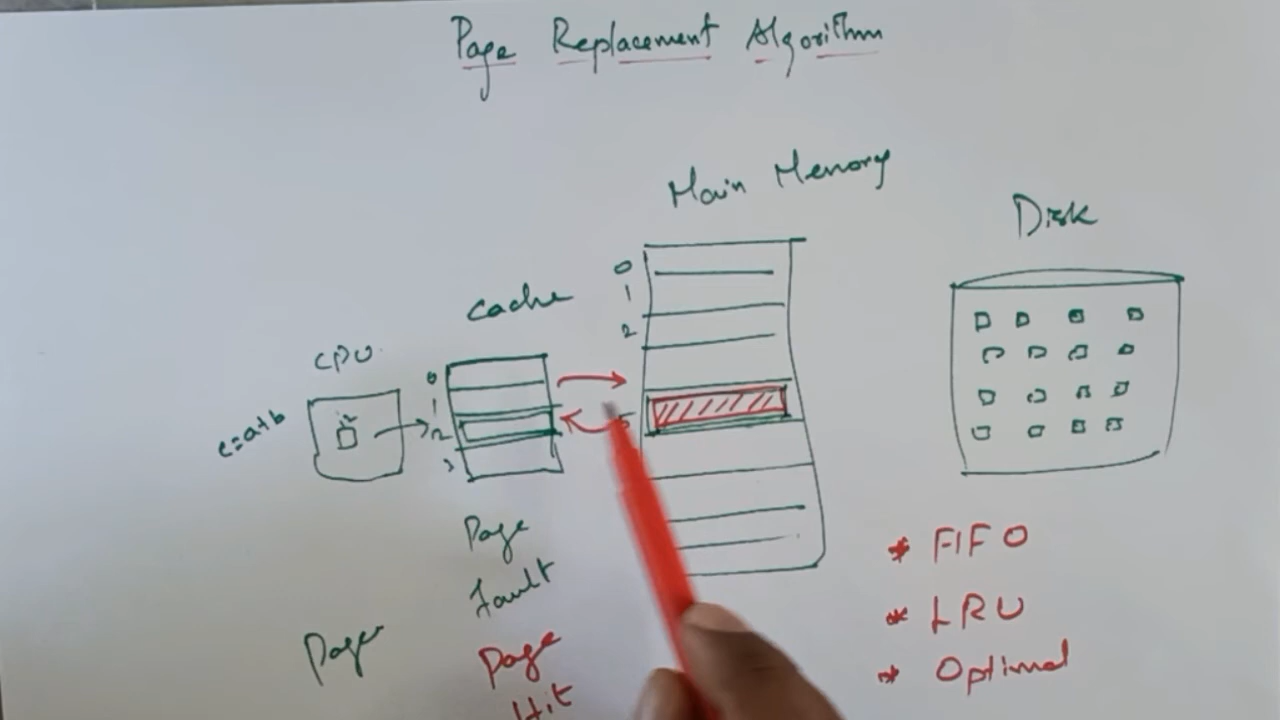 Page Replacement Algorithm
Main Memory
Disk
Cache
CPU
c=a+b
0
1
2
3
0
1
2
Page
Fault
Page
Page
Hit
* FIFO
* LRU
* Optimal